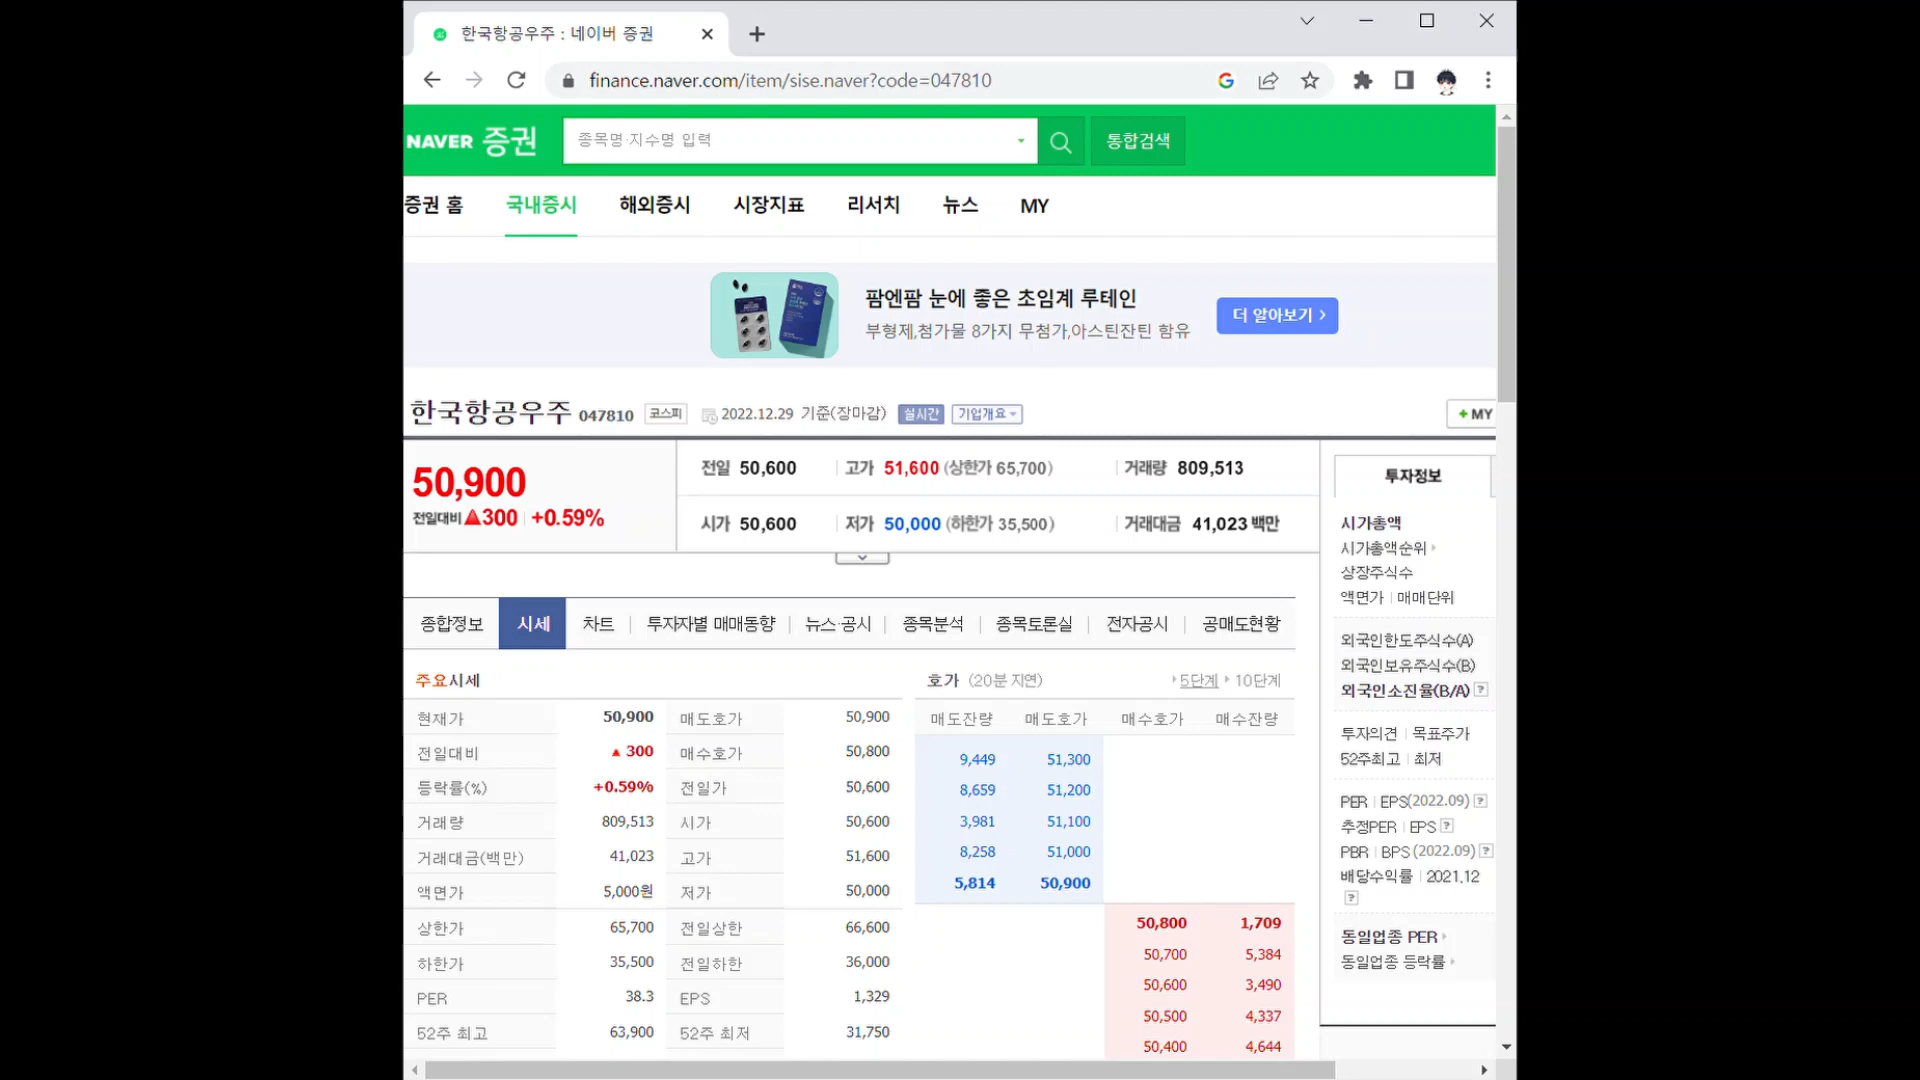 한국항공우주 : 네이버 증권
finance.naver.com/item/sise.naver?code=047810
NAVER 증권 종목명·지수명 입력 통합검색
증권 홈 국내증시 해외증시 시장지표 리서치 뉴스 MY
팜엔팜 눈에 좋은 초임계 루테인
부형제,첨가물 8가지 무첨가,아스틴잔틴 함유
더 알아보기
한국항공우주 047810 코스피 2022.12.29 기준(장마감) 실시간 기업개요 + MY
50,900
전일대비 ▲300 +0.59%
전일 50,600 고가 51,600 (상한가 65,700) 거래량 809,513
시가 50,600 저가 50,000 (하한가 35,500) 거래대금 41,023 백만
종합정보 시세 차트 투자자별 매매동향 뉴스·공시 종목분석 종목토론실 전자공시 공매도현황
주요시세
현재가 50,900 매도호가 50,900
전일대비 ▲ 300 매수호가 50,800
등락률(%) +0.59% 전일가 50,600
거래량 809,513 시가 50,600
거래대금(백만) 41,023 고가 51,600
액면가 5,000원 저가 50,000
상한가 65,700 전일상한 66,600
하한가 35,500 전일하한 36,000
PER 38.3 EPS 1,329
52주 최고 63,900 52주 최저 31,750
호가 (20분 지연) 5단계 10단계
매도잔량 매도호가 매수호가 매수잔량
9,449 51,300
8,659 51,200
3,981 51,100
8,258 51,000
5,814 50,900
50,800 1,709
50,700 5,384
50,600 3,490
50,500 4,337
50,400 4,644
투자정보
시가총액
시가총액순위
상장주식수
액면가 | 매매단위
외국인한도주식수(A)
외국인보유주식수(B)
외국인소진율(B/A) ?
투자의견 | 목표주가
52주최고 | 최저
PER | EPS(2022.09) ?
추정PER | EPS ?
PBR | BPS (2022.09) ?
배당수익률 | 2021.12
?
동일업종 PER
동일업종 등락률